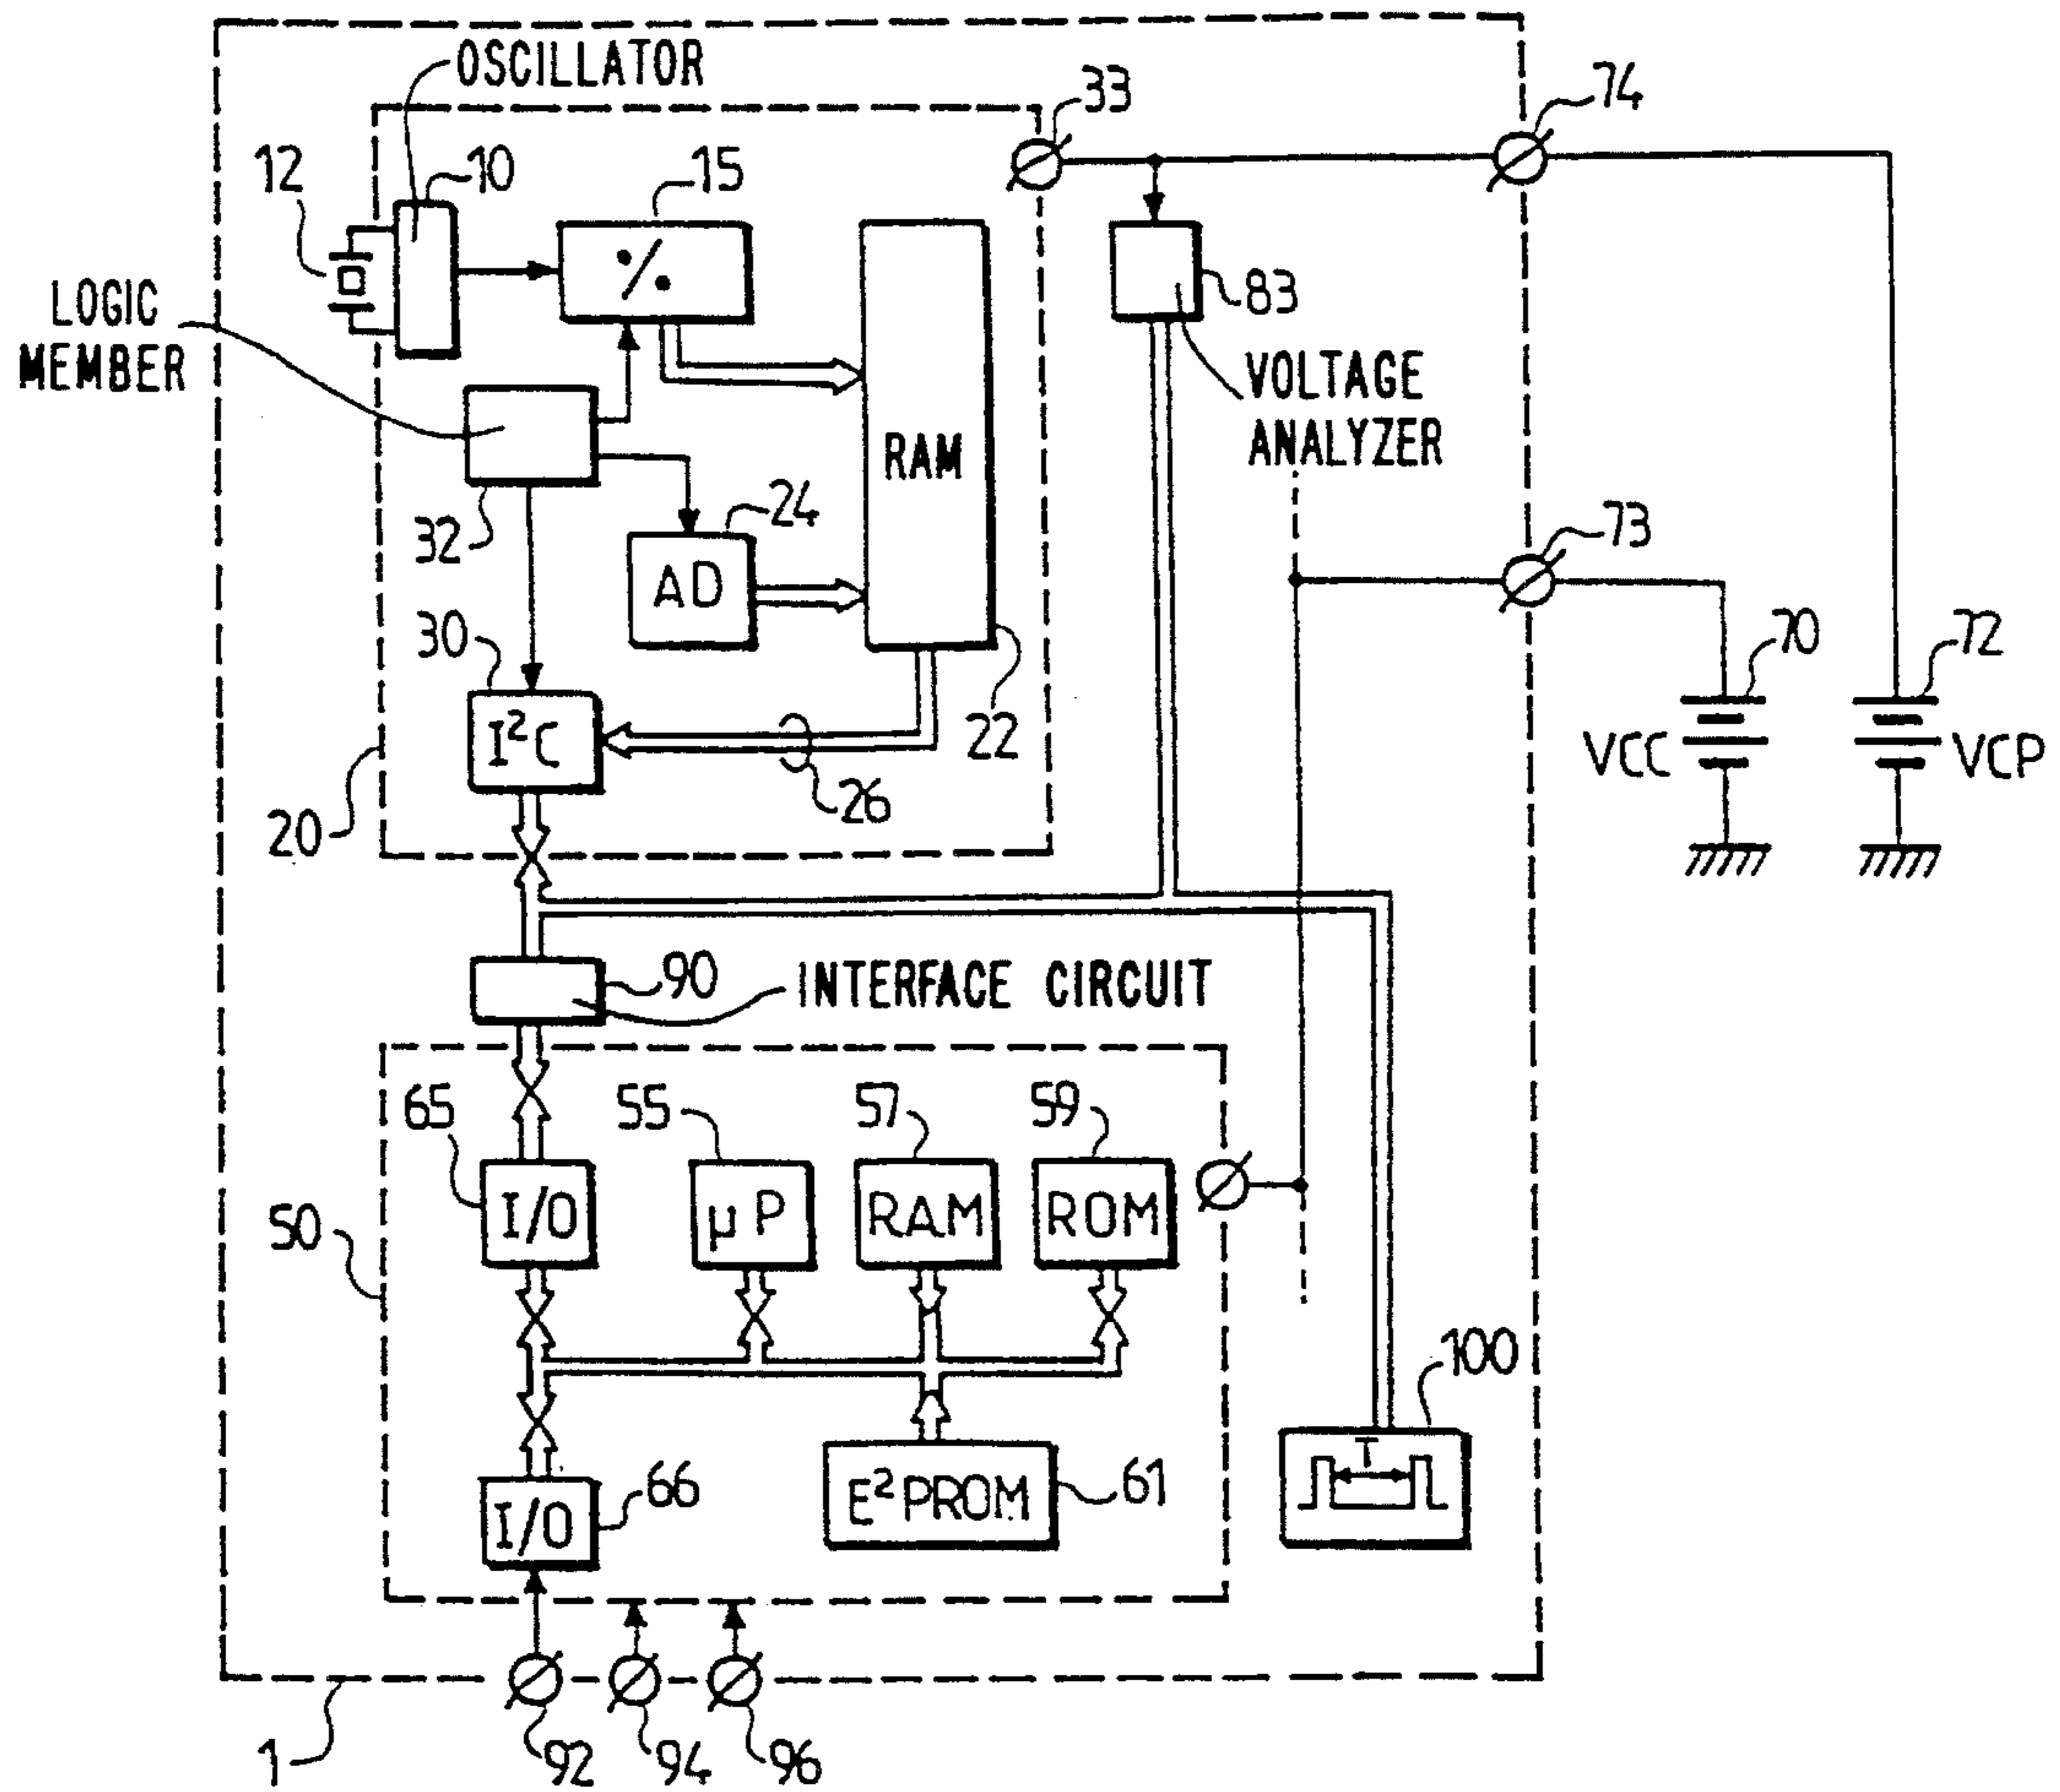 OSCILLATOR
33
74
12
10
15
./.
83
LOGIC
MEMBER
VOLTAGE
ANALYZER
RAM
32
24
AD
73
30
70
72
I²C
22
VCC
VCP
26
20
90
INTERFACE CIRCUIT
65
55
57
59
I/O
µP
RAM
ROM
50
100
T
66
E²PROM
61
I/O
1
92
94
96